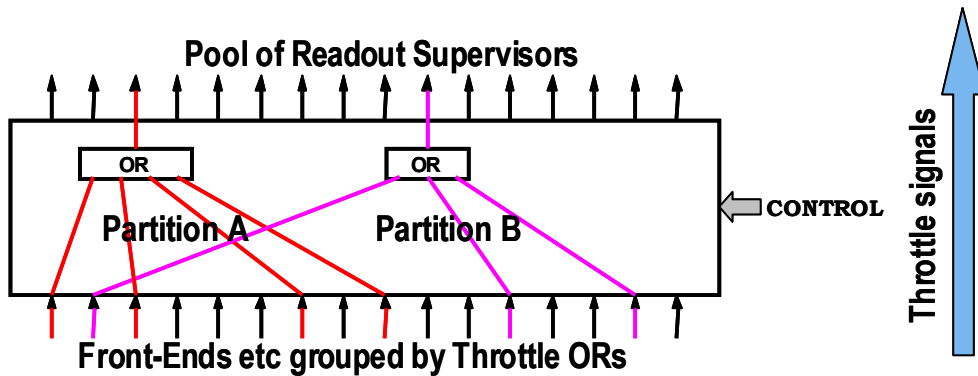 Pool of Readout Supervisors
OR
OR
Partition A
Partition B
CONTROL
Throttle signals
Front-Ends etc grouped by Throttle ORs